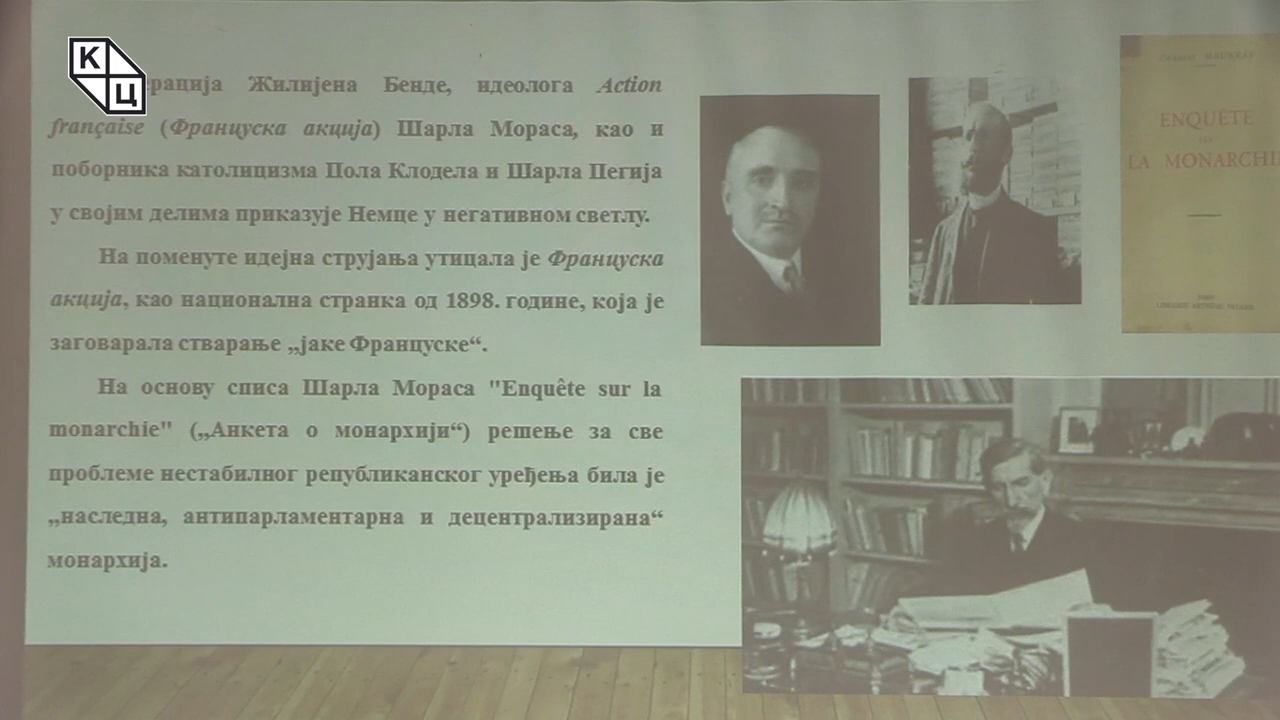 КЦ
ерација Жилијена Бенде, идеолога Action
française (Француска акција) Шарла Мораса, као и
поборника католицизма Пола Клодела и Шарла Пегија
у својим делима приказује Немце у негативном светлу.
На поменуте идејна струјања утицала је Француска
акција, као национална странка од 1898. године, која је
заговарала стварање „јаке Француске“.
На основу списа Шарла Мораса "Enquête sur la
monarchie" („Анкета о монархији“) решење за све
проблеме нестабилног републиканског уређења била је
„наследна, антипарламентарна и децентрализирана“
монархија.
ENQUÊTE
LA MONARCHI